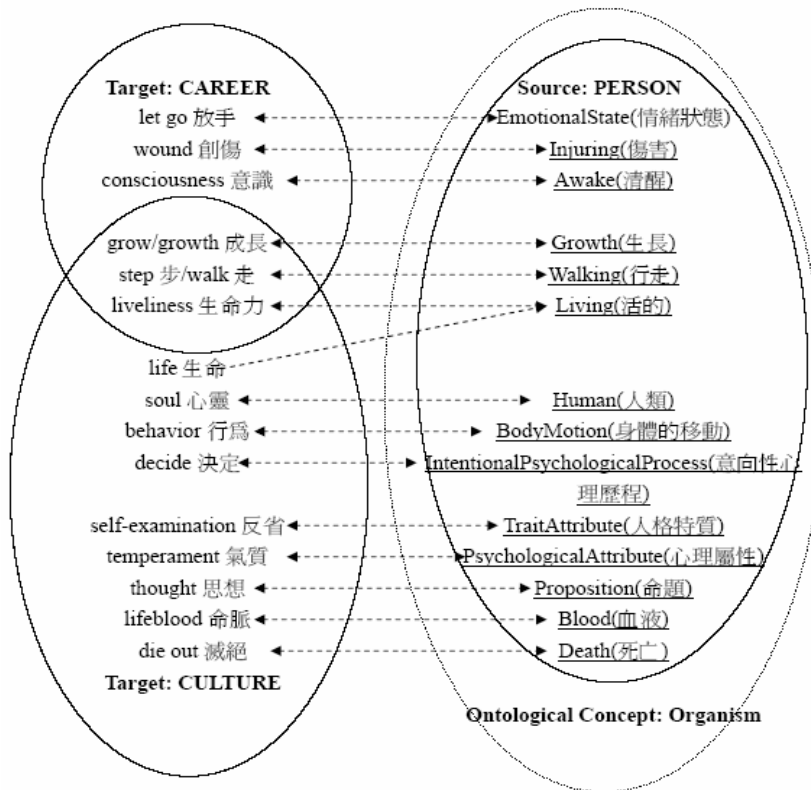 Target: CAREER Source: PERSON
let go 放手 EmotionalState(情緒狀態)
wound 創傷 Injuring(傷害)
consciousness 意識 Awake(清醒)
grow/growth 成長 Growth(生長)
step 步/walk 走 Walking(行走)
liveliness 生命力 Living(活的)
life 生命
soul 心靈 Human(人類)
behavior 行為 BodyMotion(身體的移動)
decide 決定 IntentionalPsychologicalProcess(意向性心
理歷程)
self-examination 反省 TraitAttribute(人格特質)
temperament 氣質 PsychologicalAttribute(心理屬性)
thought 思想 Proposition(命題)
lifeblood 命脈 Blood(血液)
die out 滅絕 Death(死亡)
Target: CULTURE
Ontological Concept: Organism